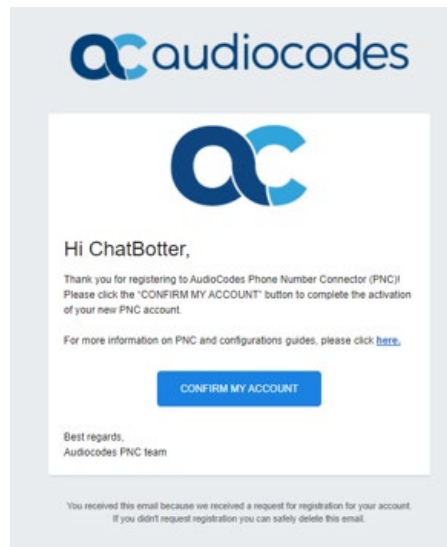 audiocodes
Hi ChatBotter,
Thank you for registering to AudioCodes Phone Number Connector (PNC)!
Please click the "CONFIRM MY ACCOUNT" button to complete the activation
of your new PNC account.
For more information on PNC and configurations guides, please click here.
CONFIRM MY ACCOUNT
Best regards,
Audiocodes PNC team
You received this email because we received a request for registration for your account.
If you didn't request registration you can safely delete this email.